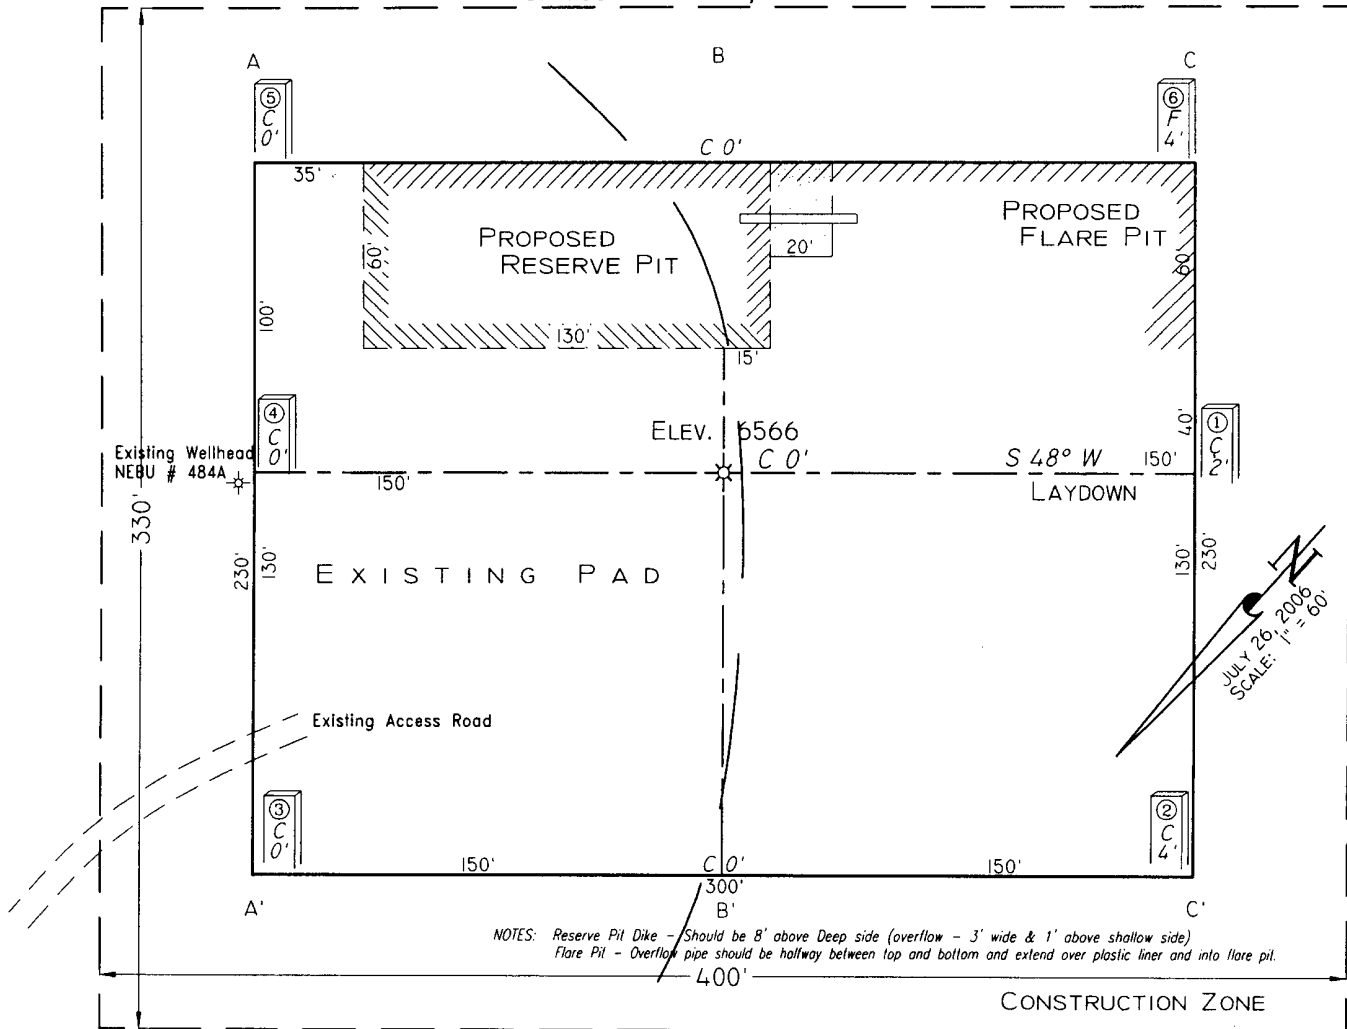 A
B
C
⑤
C
0'
⑥
F
4'
C 0'
35'
PROPOSED
RESERVE PIT
PROPOSED
FLARE PIT
20'
60'
60'
100'
130'
15'
④
C
0'
①
C
2'
40'
ELEV. 6566
C 0'
Existing Wellhead
NEBU # 484A
S 48° W
150'
150'
LAYDOWN
330'
230'
130'
EXISTING PAD
130'
230'
N
JULY 26, 2006
SCALE: 1" = 60'
Existing Access Road
③
C
0'
②
C
4'
150'
C 0'
150'
300'
A'
B'
C'
NOTES: Reserve Pit Dike - Should be 8' above Deep side (overflow - 3' wide & 1' above shallow side)
Flare Pit - Overflow pipe should be halfway between top and bottom and extend over plastic liner and into flare pit.
400'
CONSTRUCTION ZONE